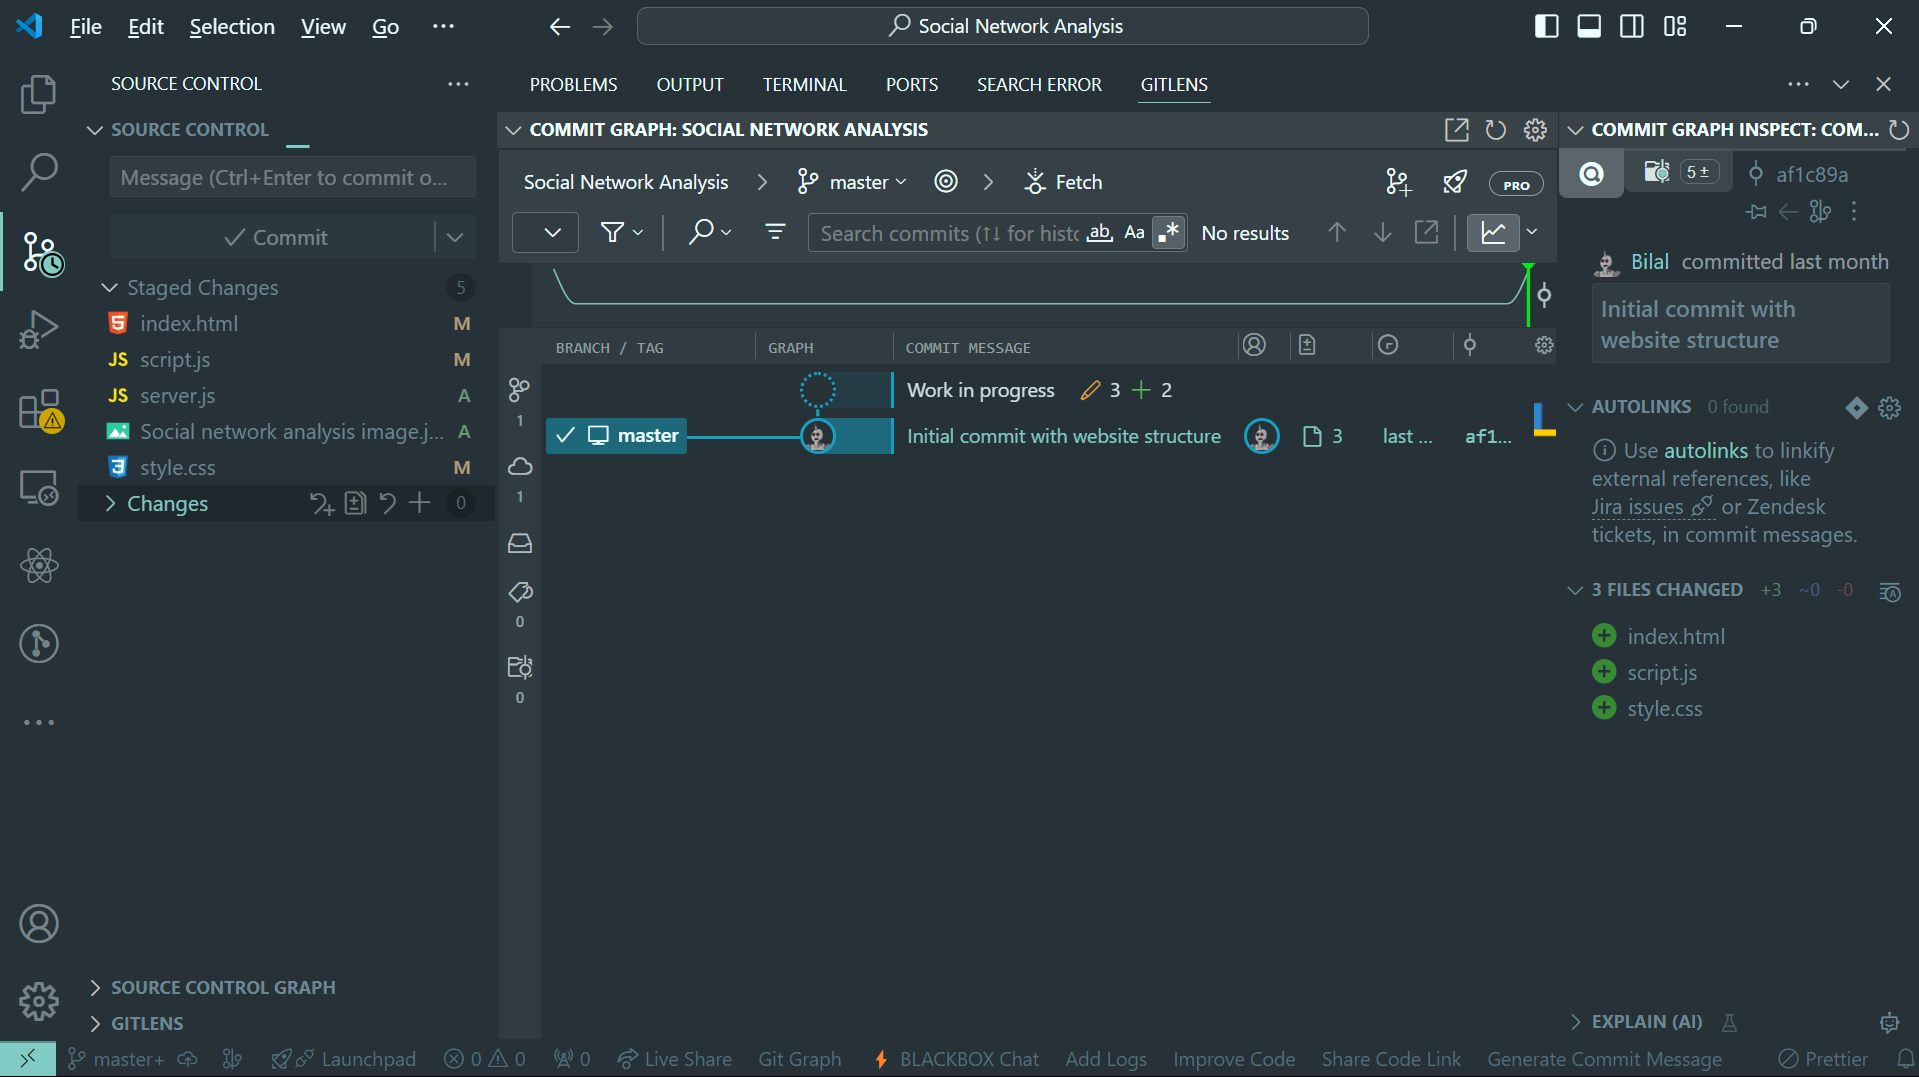 File Edit Selection View Go ···
Social Network Analysis
SOURCE CONTROL ···
SOURCE CONTROL
Message (Ctrl+Enter to commit o...
Commit
Staged Changes 5
index.html M
JS script.js M
JS server.js A
Social network analysis image.j... A
style.css M
Changes 0
SOURCE CONTROL GRAPH
GITLENS
PROBLEMS OUTPUT TERMINAL PORTS SEARCH ERROR GITLENS
COMMIT GRAPH: SOCIAL NETWORK ANALYSIS
Social Network Analysis > master > Fetch PRO
Search commits (↑↓ for histo ab Aa .* No results
BRANCH / TAG GRAPH COMMIT MESSAGE
Work in progress 3 + 2
master Initial commit with website structure 3 last ... af1...
1
1
0
0
COMMIT GRAPH INSPECT: COM...
5± af1c89a
Bilal committed last month
Initial commit with
website structure
AUTOLINKS 0 found
Use autolinks to linkify
external references, like
Jira issues or Zendesk
tickets, in commit messages.
3 FILES CHANGED +3 ~0 -0
index.html
script.js
style.css
EXPLAIN (AI)
master+ Launchpad 0 0 0 Live Share Git Graph BLACKBOX Chat Add Logs Improve Code Share Code Link Generate Commit Message Prettier